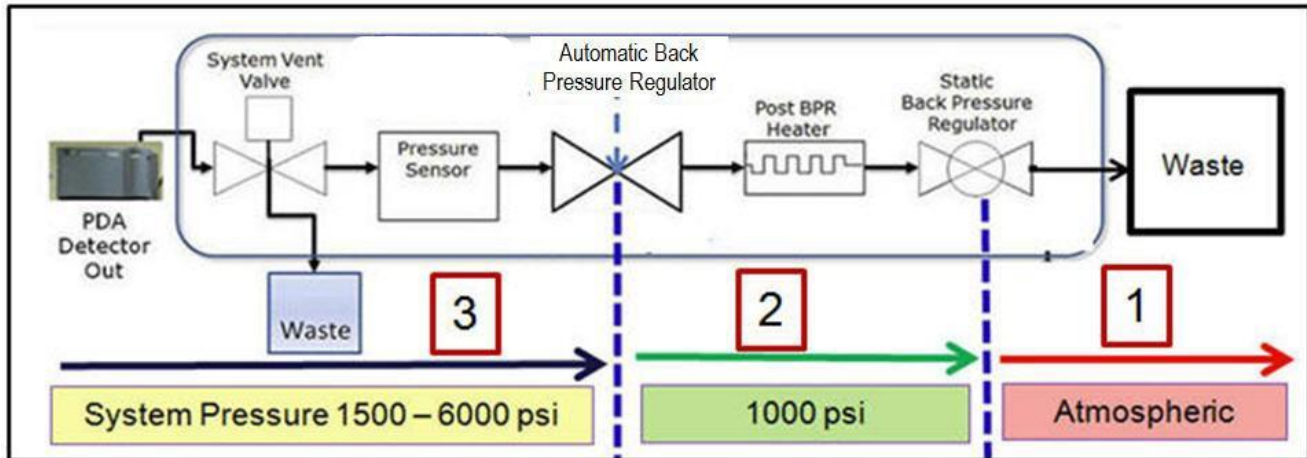 System Vent
Valve
Automatic Back
Pressure Regulator
Static
Back Pressure
Regulator
Post BPR
Heater
Pressure
Sensor
Waste
PDA
Detector
Out
Waste
3
2
1
System Pressure 1500 – 6000 psi
1000 psi
Atmospheric